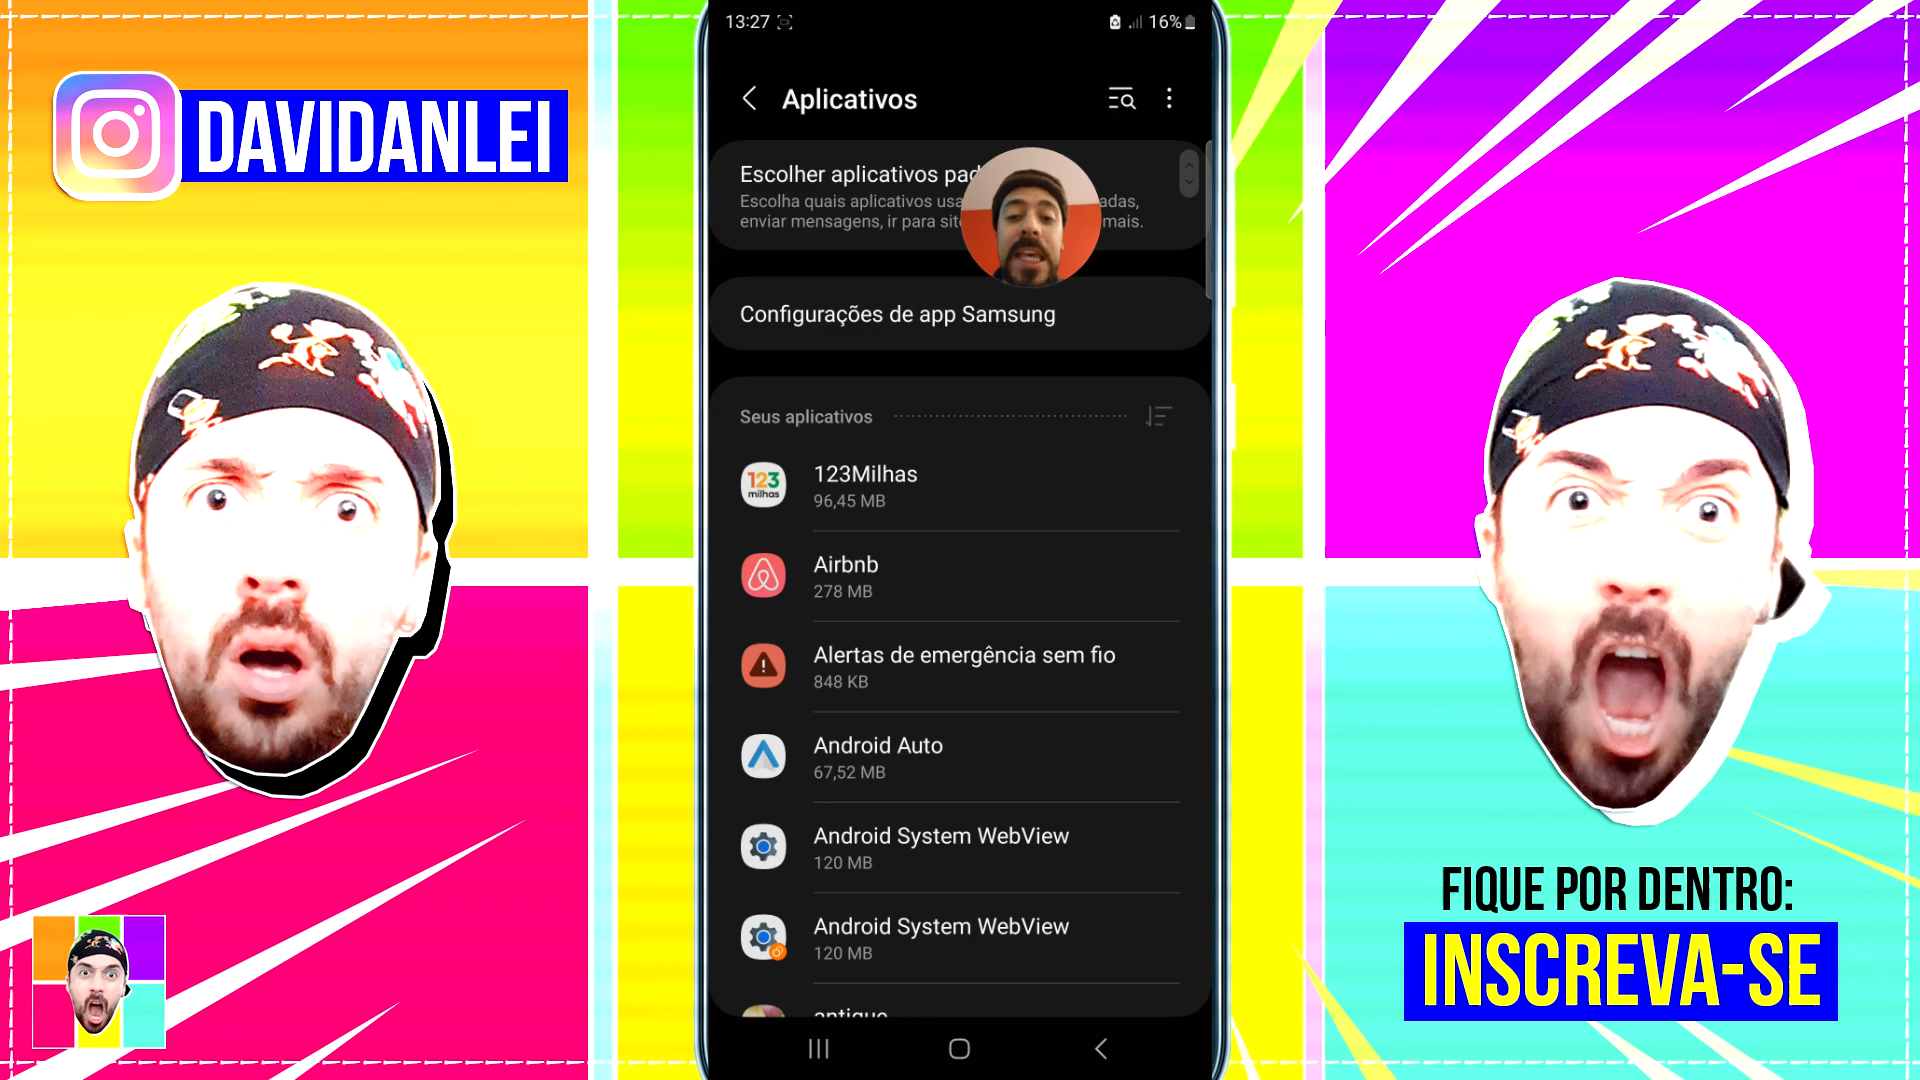 DAVIDANLEI
13:27
16%
Aplicativos
Escolher aplicativos pad
Escolha quais aplicativos usa adas,
enviar mensagens, ir para sit mais.
Configurações de app Samsung
Seus aplicativos
123
milhas
123Milhas
96,45 MB
Airbnb
278 MB
Alertas de emergência sem fio
848 KB
Android Auto
67,52 MB
Android System WebView
120 MB
Android System WebView
120 MB
antique
FIQUE POR DENTRO:
INSCREVA-SE